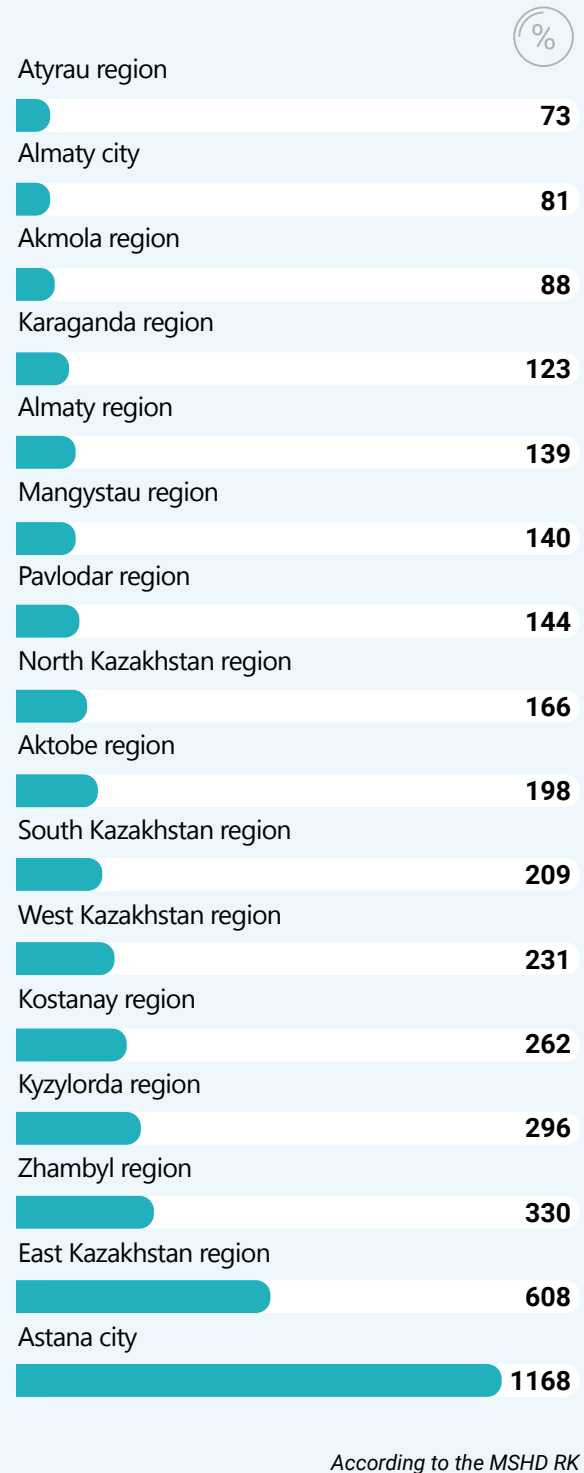 %
Atyrau region
73
Almaty city
81
Akmola region
88
Karaganda region
123
Almaty region
139
Mangystau region
140
Pavlodar region
144
North Kazakhstan region
166
Aktobe region
198
South Kazakhstan region
209
West Kazakhstan region
231
Kostanay region
262
Kyzylorda region
296
Zhambyl region
330
East Kazakhstan region
608
Astana city
1168
According to the MSHD RK